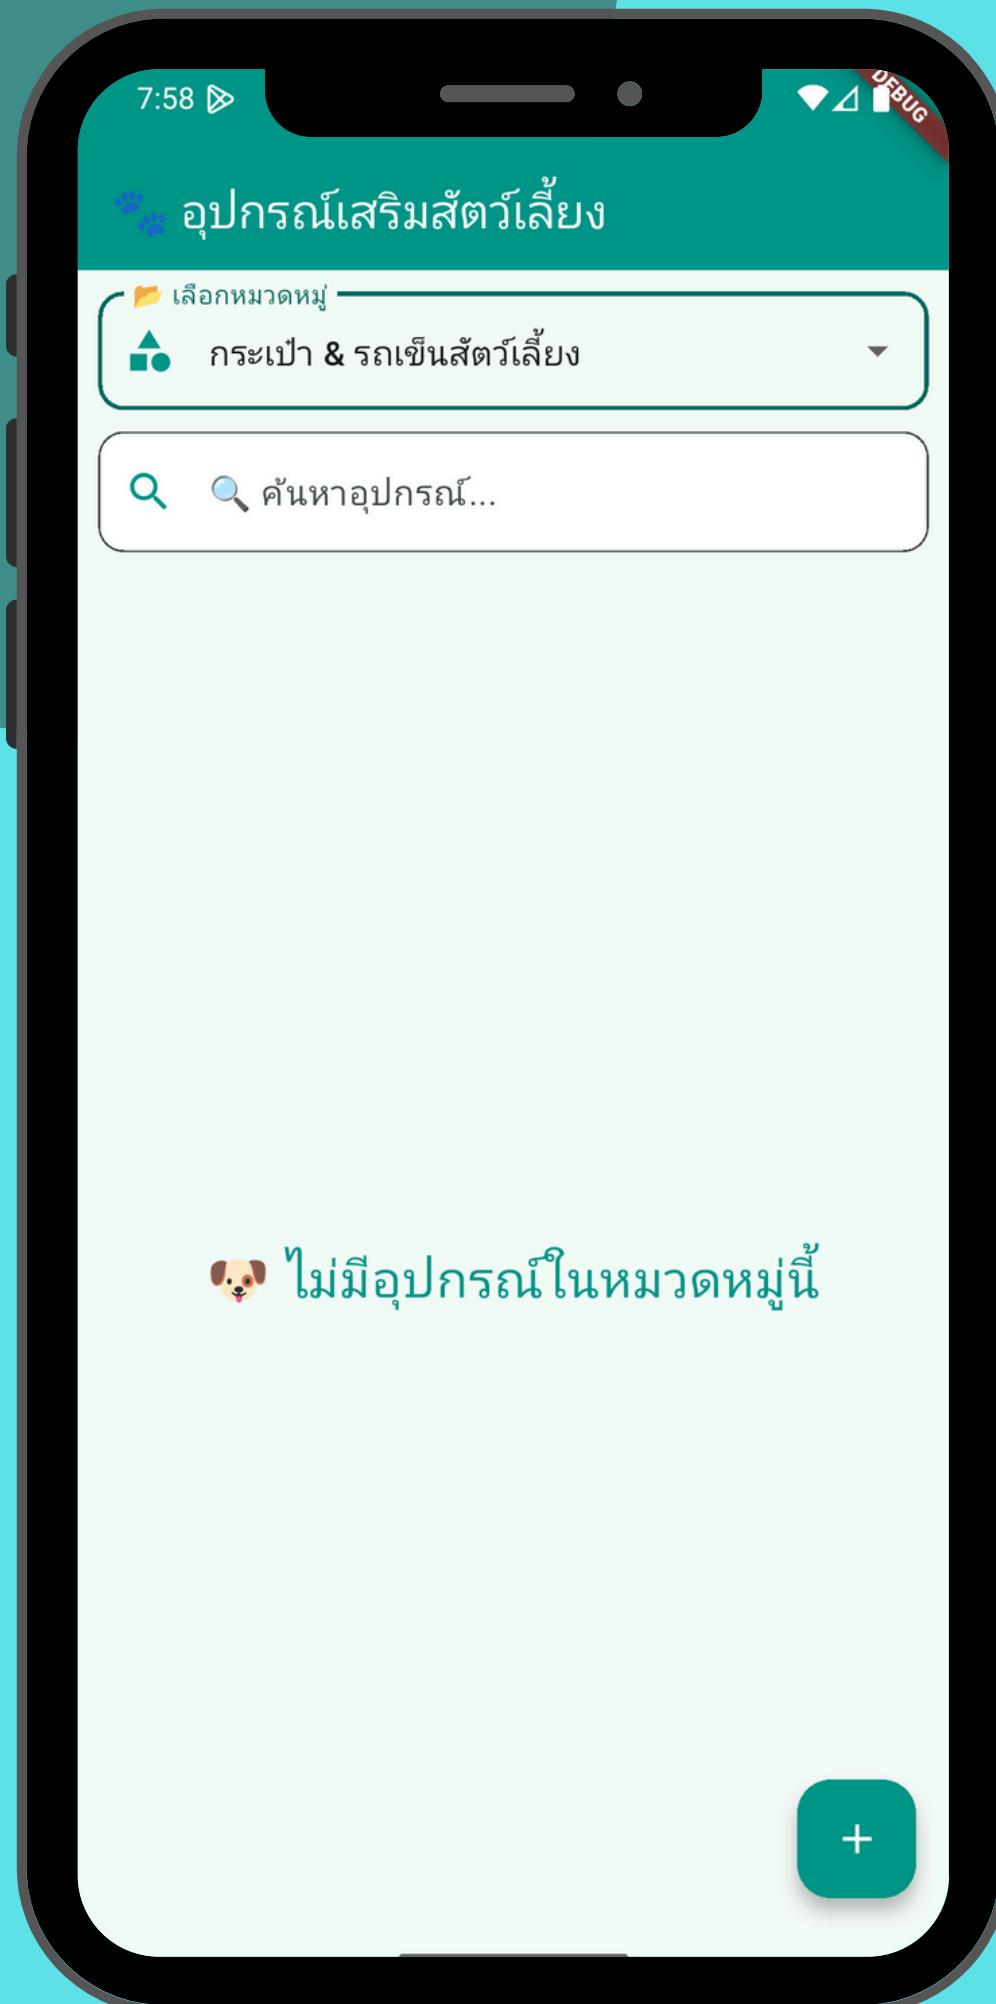 7:58
DEBUG
🐾 อุปกรณ์เสริมสัตว์เลี้ยง
📂 เลือกหมวดหมู่
กระเป๋า & รถเข็นสัตว์เลี้ยง
🔍 ค้นหาอุปกรณ์...
🐶 ไม่มีอุปกรณ์ในหมวดหมู่นี้
+